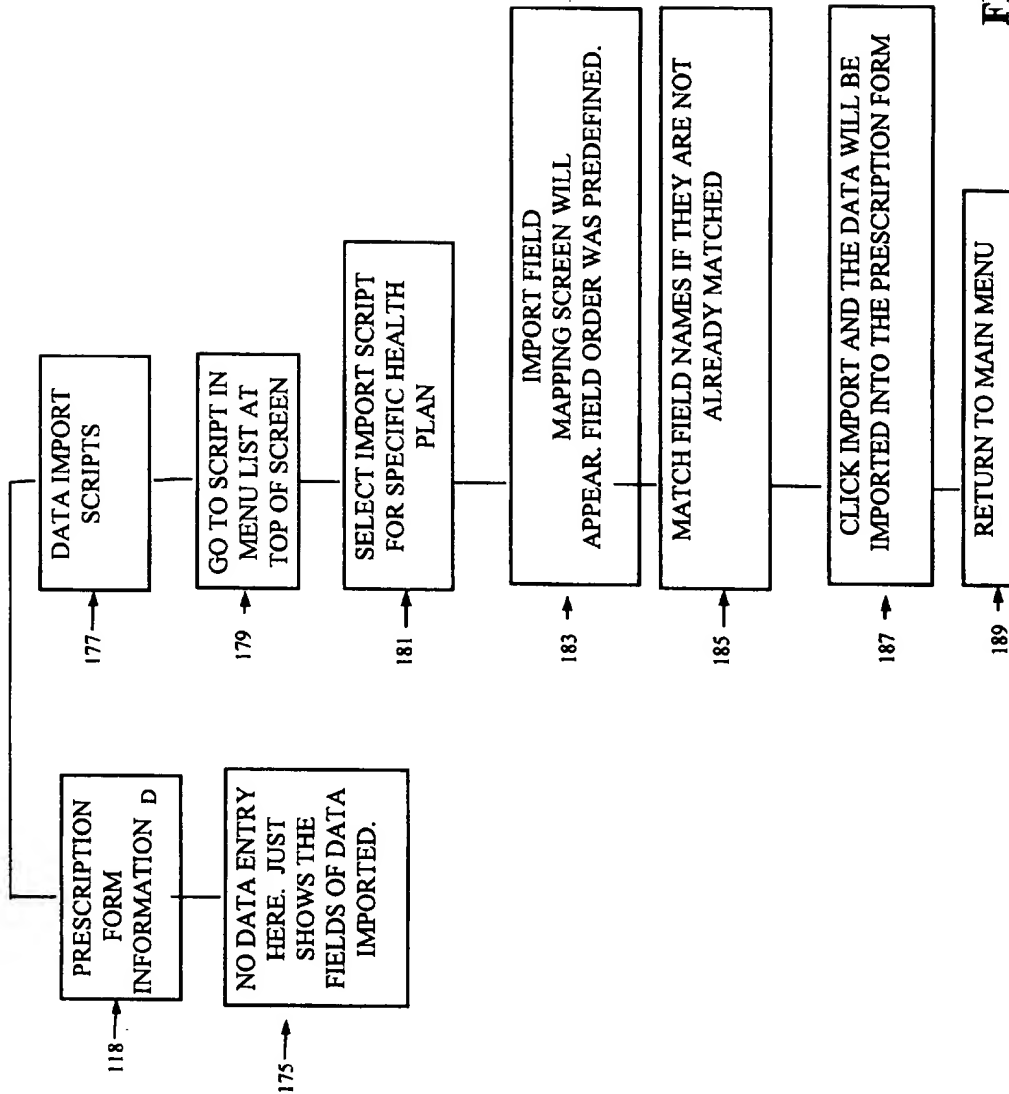 118
PRESCRIPTION
FORM
INFORMATION D
175
NO DATA ENTRY
HERE. JUST
SHOWS THE
FIELDS OF DATA
IMPORTED.
177
DATA IMPORT
SCRIPTS
179
GO TO SCRIPT IN
MENU LIST AT
TOP OF SCREEN
181
SELECT IMPORT SCRIPT
FOR SPECIFIC HEALTH
PLAN
183
IMPORT FIELD
MAPPING SCREEN WILL
APPEAR. FIELD ORDER WAS PREDEFINED.
185
MATCH FIELD NAMES IF THEY ARE NOT
ALREADY MATCHED
187
CLICK IMPORT AND THE DATA WILL BE
IMPORTED INTO THE PRESCRIPTION FORM
189
RETURN TO MAIN MENU